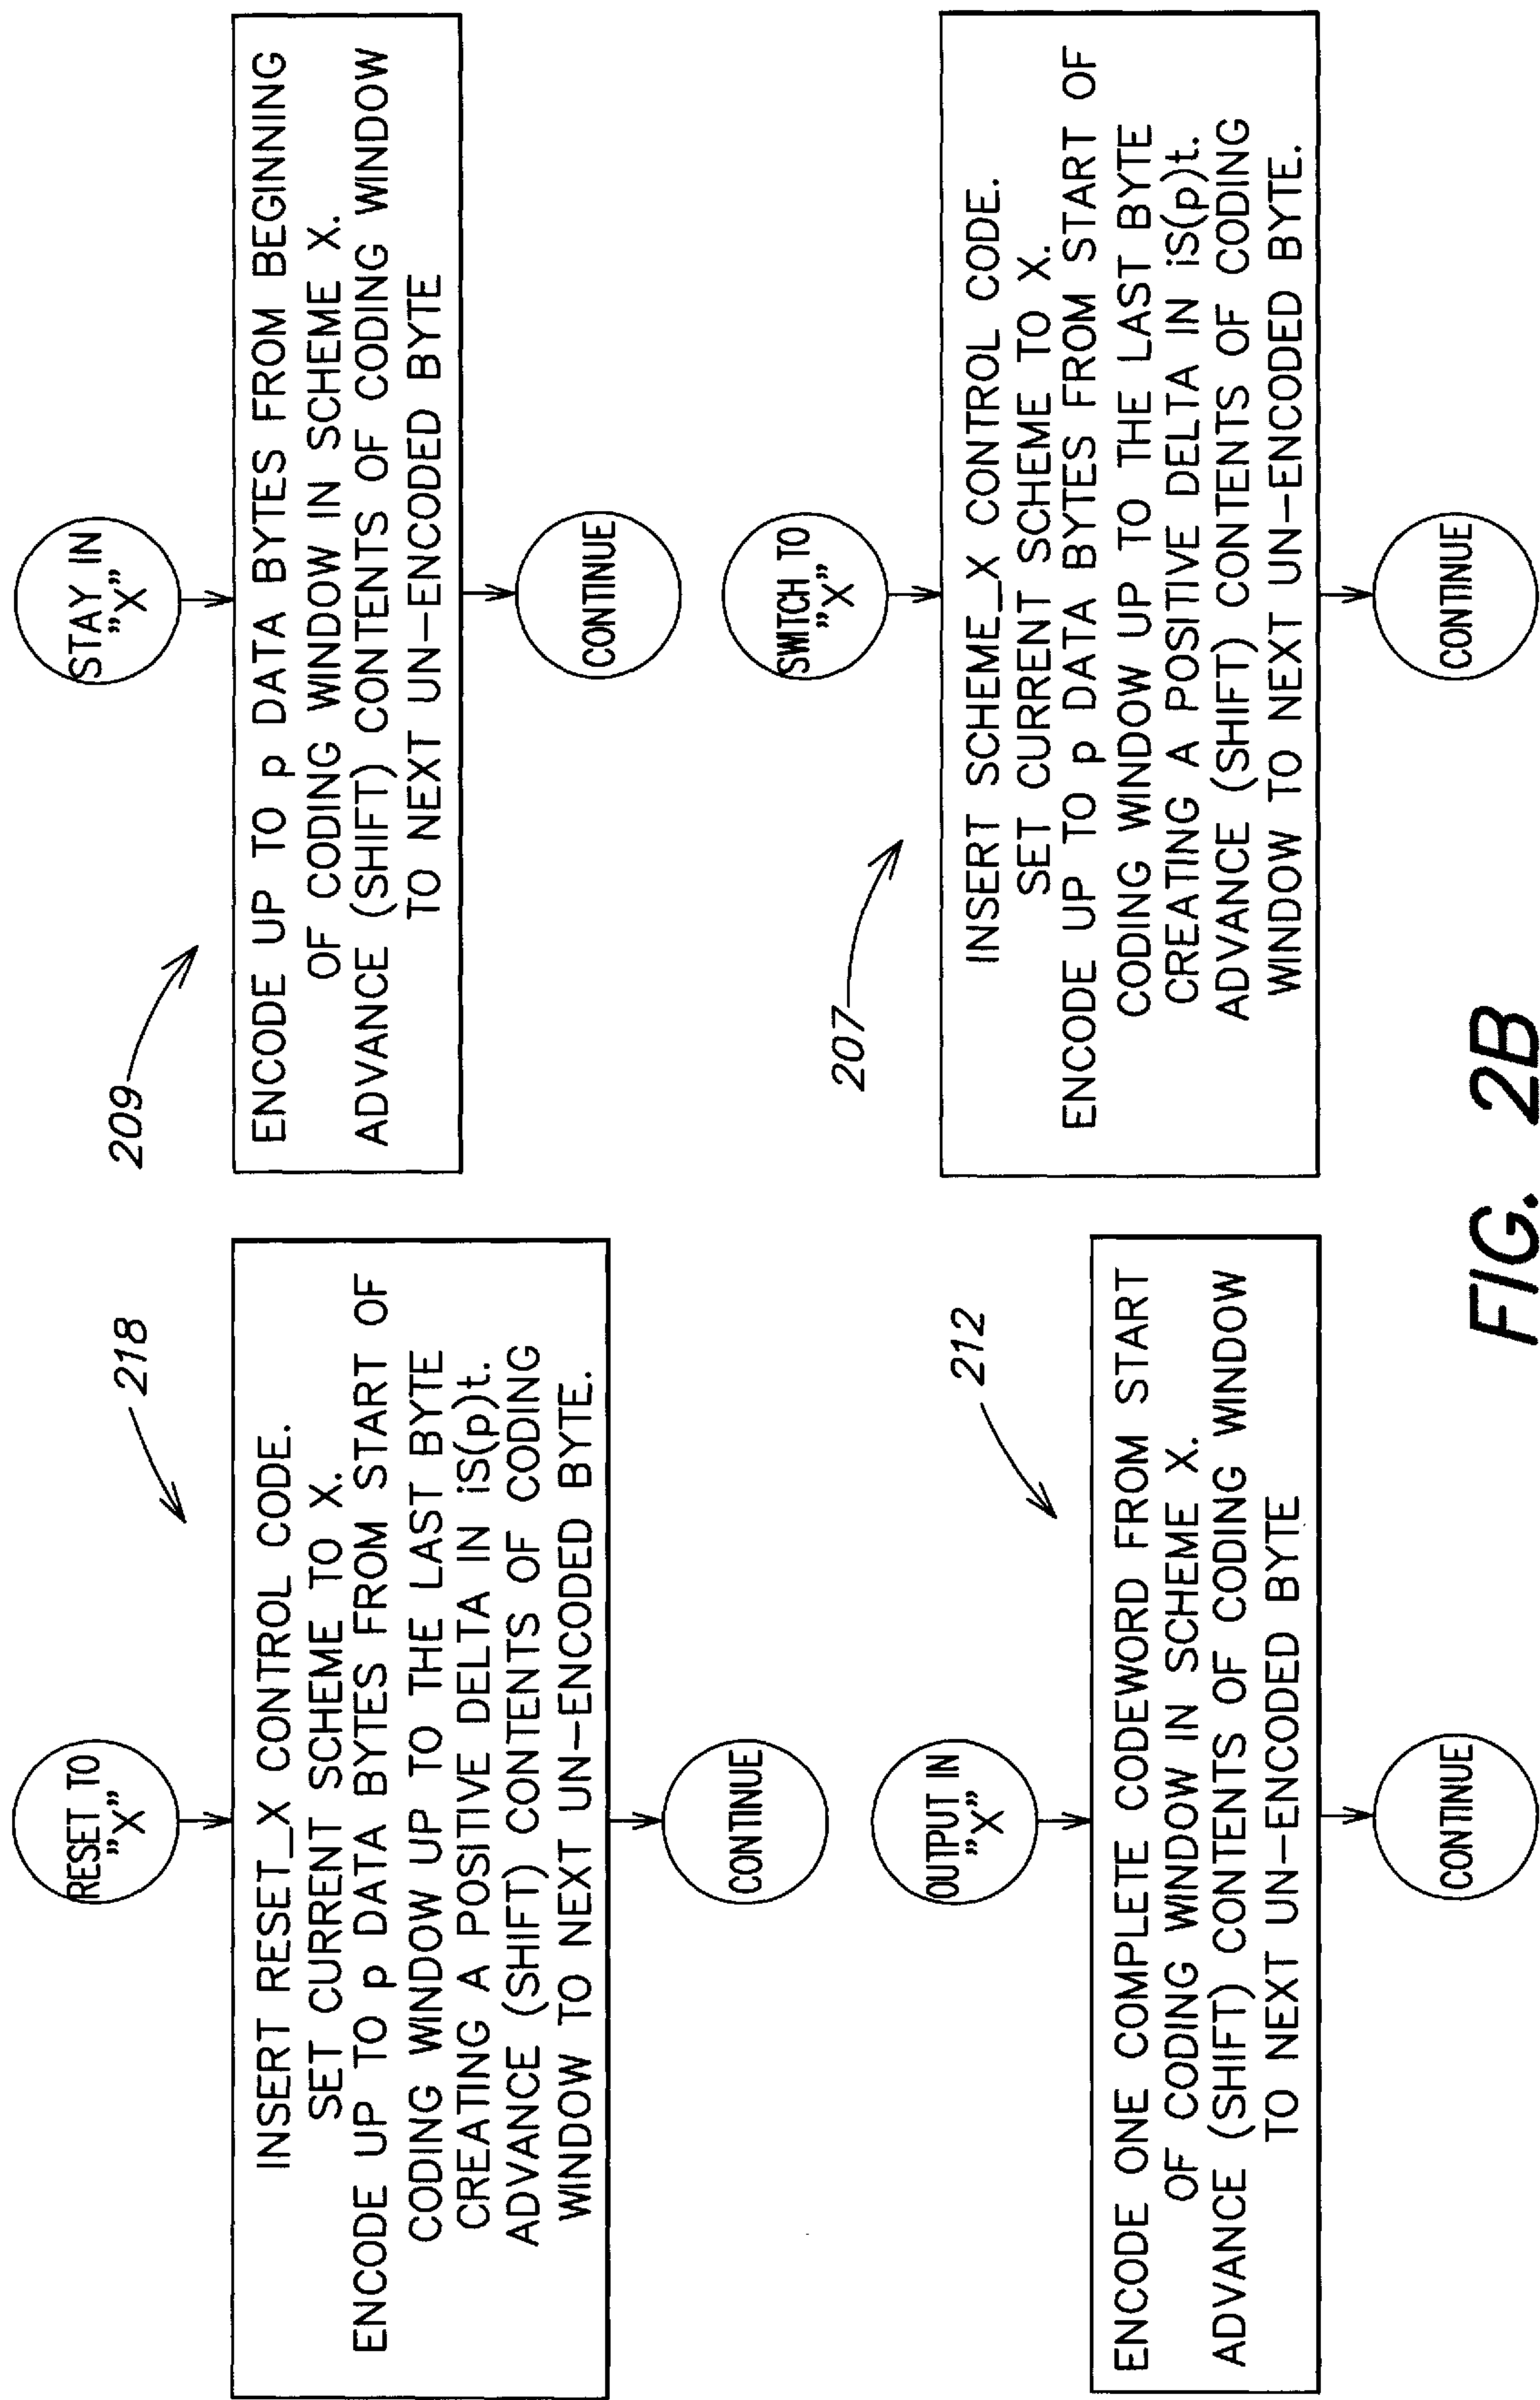 RESET TO
"X"
218
INSERT RESET_X CONTROL CODE.
SET CURRENT SCHEME TO X.
ENCODE UP TO p DATA BYTES FROM START OF
CODING WINDOW UP TO THE LAST BYTE
CREATING A POSITIVE DELTA IN iS(p)t.
ADVANCE (SHIFT) CONTENTS OF CODING
WINDOW TO NEXT UN-ENCODED BYTE.
CONTINUE
STAY IN
"X"
209
ENCODE UP TO p DATA BYTES FROM BEGINNING
OF CODING WINDOW IN SCHEME X.
ADVANCE (SHIFT) CONTENTS OF CODING WINDOW
TO NEXT UN-ENCODED BYTE
CONTINUE
OUTPUT IN
"X"
212
ENCODE ONE COMPLETE CODEWORD FROM START
OF CODING WINDOW IN SCHEME X.
ADVANCE (SHIFT) CONTENTS OF CODING WINDOW
TO NEXT UN-ENCODED BYTE
CONTINUE
SWITCH TO
"X"
207
INSERT SCHEME_X CONTROL CODE.
SET CURRENT SCHEME TO X.
ENCODE UP TO p DATA BYTES FROM START OF
CODING WINDOW UP TO THE LAST BYTE
CREATING A POSITIVE DELTA IN iS(p)t.
ADVANCE (SHIFT) CONTENTS OF CODING
WINDOW TO NEXT UN-ENCODED BYTE.
CONTINUE
FIG. 2B